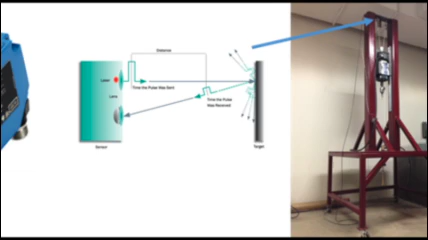 Distance
Laser
Time the Pulse Was Sent
Lens
Time the Pulse
Was Received
Sensor
Target